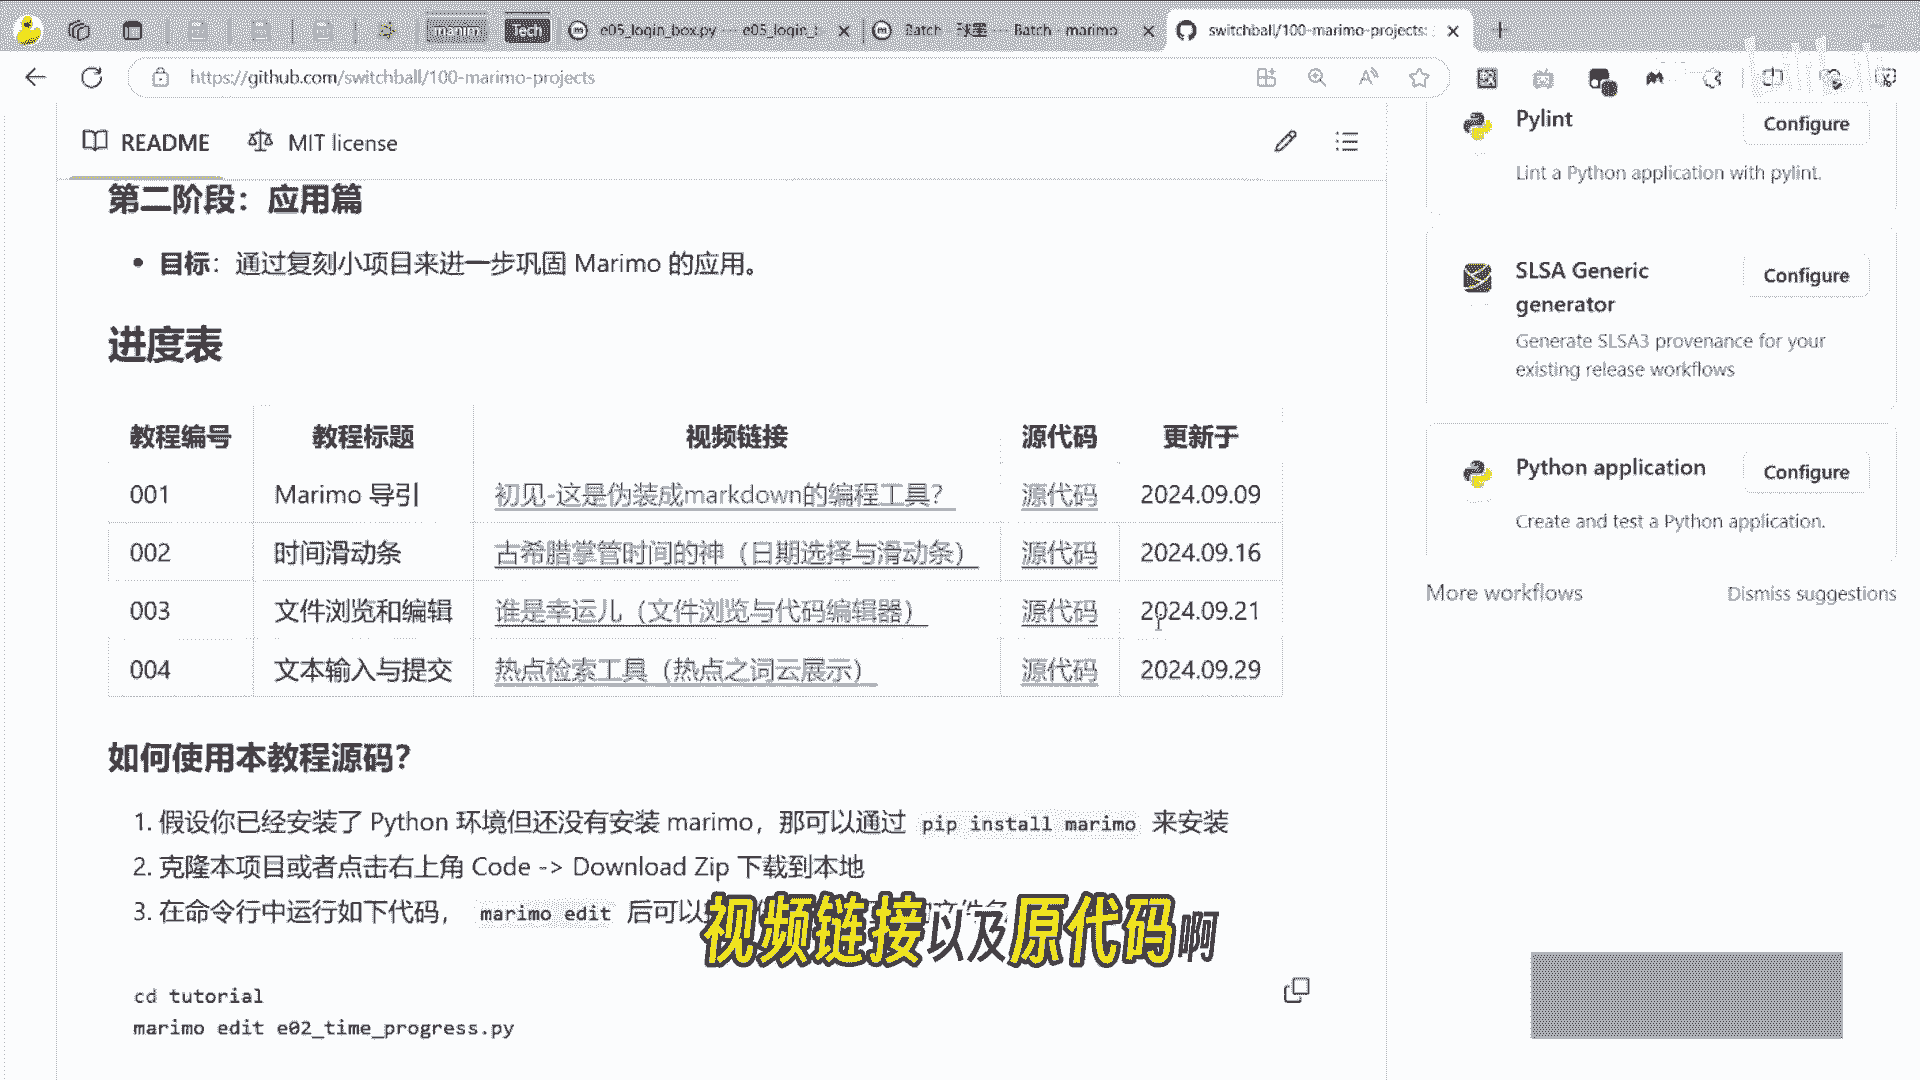 manim
Tech
e05_login_box.py
e05_login_
Batch
Batch - marimo
switchball/100-marimo-projects:
https://github.com/switchball/100-marimo-projects
bilibili
README
MIT license
第二阶段：应用篇
目标：通过复刻小项目来进一步巩固 Marimo 的应用。
进度表
教程编号 教程标题 视频链接 源代码 更新于
001 Marimo 导引 初见-这是伪装成markdown的编程工具？ 源代码 2024.09.09
002 时间滑动条 古希腊掌管时间的神（日期选择与滑动条） 源代码 2024.09.16
003 文件浏览和编辑 谁是幸运儿（文件浏览与代码编辑器） 源代码 2024.09.21
004 文本输入与提交 热点检索工具（热点之词云展示） 源代码 2024.09.29
如何使用本教程源码？
1. 假设你已经安装了 Python 环境但还没有安装 marimo，那可以通过 pip install marimo 来安装
2. 克隆本项目或者点击右上角 Code -> Download Zip 下载到本地
3. 在命令行中运行如下代码， marimo edit 后可以
视频链接以及原代码啊
cd tutorial
marimo edit e02_time_progress.py
Pylint
Configure
Lint a Python application with pylint.
SLSA Generic
generator
Configure
Generate SLSA3 provenance for your
existing release workflows
Python application
Configure
Create and test a Python application.
More workflows
Dismiss suggestions